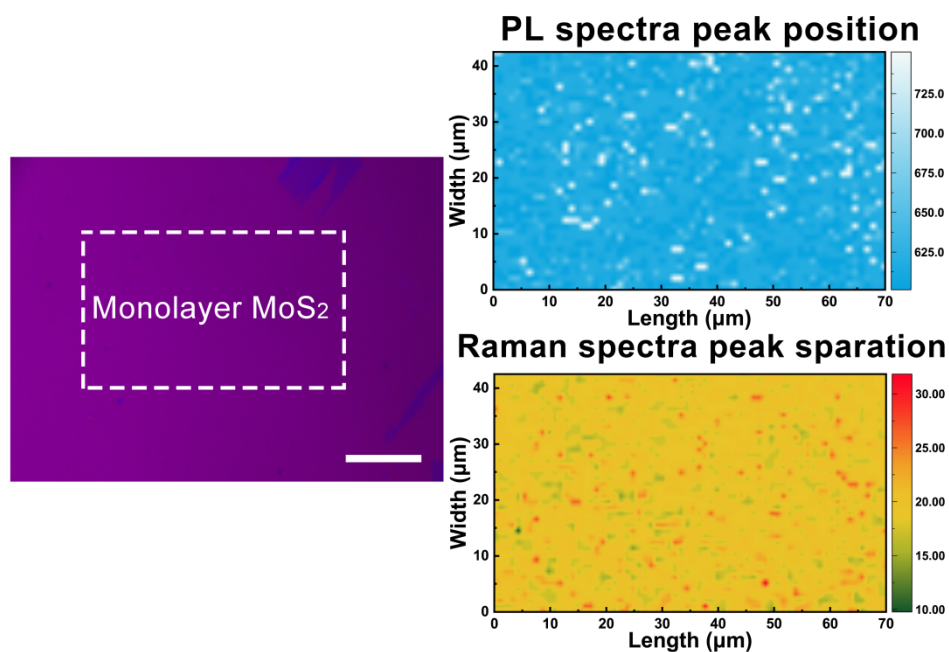 Monolayer MoS2
PL spectra peak position
Width (μm)
40
30
20
10
0
0 10 20 30 40 50 60 70
Length (μm)
725.0
700.0
675.0
650.0
625.0
Raman spectra peak sparation
Width (μm)
40
30
20
10
0
0 10 20 30 40 50 60 70
Length (μm)
30.00
25.00
20.00
15.00
10.00